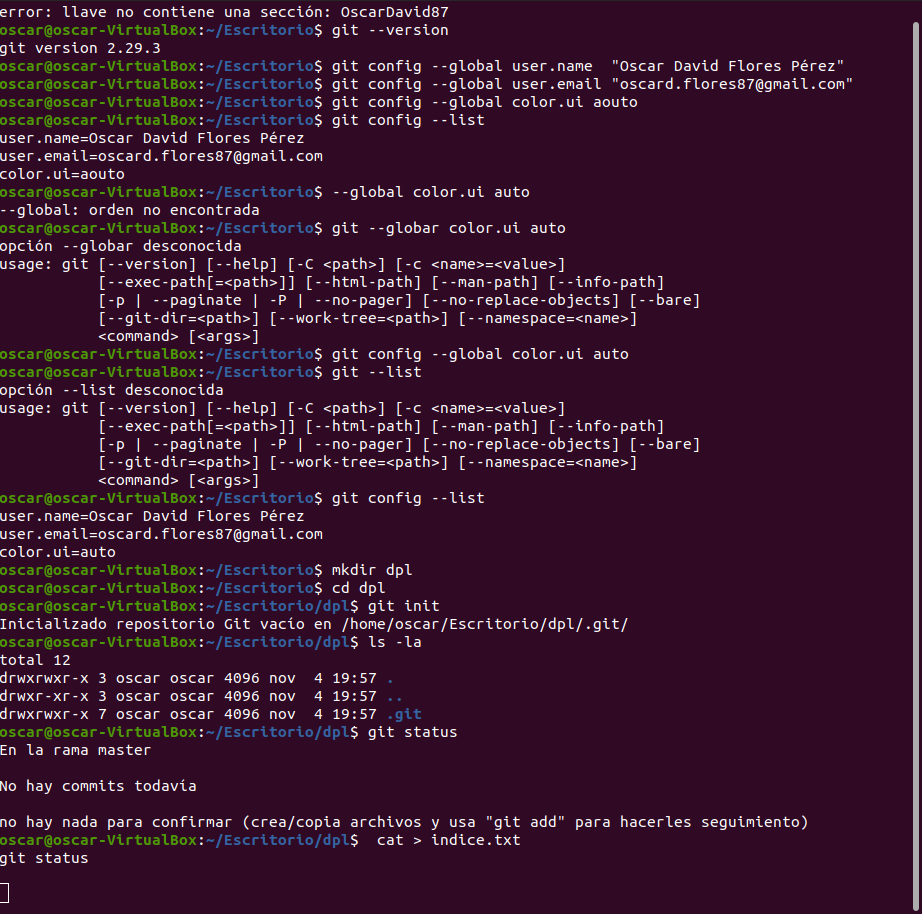 error: llave no contiene una sección: OscarDavid87
oscar@oscar-VirtualBox:~/Escritorio$ git --version
git version 2.29.3
oscar@oscar-VirtualBox:~/Escritorio$ git config --global user.name  "Oscar David Flores Pérez"
oscar@oscar-VirtualBox:~/Escritorio$ git config --global user.email "oscard.flores87@gmail.com"
oscar@oscar-VirtualBox:~/Escritorio$ git config --global color.ui aouto
oscar@oscar-VirtualBox:~/Escritorio$ git config --list
user.name=Oscar David Flores Pérez
user.email=oscard.flores87@gmail.com
color.ui=aouto
oscar@oscar-VirtualBox:~/Escritorio$ --global color.ui auto
--global: orden no encontrada
oscar@oscar-VirtualBox:~/Escritorio$ git --globar color.ui auto
opción --globar desconocida
usage: git [--version] [--help] [-C <path>] [-c <name>=<value>]
           [--exec-path[=<path>]] [--html-path] [--man-path] [--info-path]
           [-p | --paginate | -P | --no-pager] [--no-replace-objects] [--bare]
           [--git-dir=<path>] [--work-tree=<path>] [--namespace=<name>]
           <command> [<args>]
oscar@oscar-VirtualBox:~/Escritorio$ git config --global color.ui auto
oscar@oscar-VirtualBox:~/Escritorio$ git --list
opción --list desconocida
usage: git [--version] [--help] [-C <path>] [-c <name>=<value>]
           [--exec-path[=<path>]] [--html-path] [--man-path] [--info-path]
           [-p | --paginate | -P | --no-pager] [--no-replace-objects] [--bare]
           [--git-dir=<path>] [--work-tree=<path>] [--namespace=<name>]
           <command> [<args>]
oscar@oscar-VirtualBox:~/Escritorio$ git config --list
user.name=Oscar David Flores Pérez
user.email=oscard.flores87@gmail.com
color.ui=auto
oscar@oscar-VirtualBox:~/Escritorio$ mkdir dpl
oscar@oscar-VirtualBox:~/Escritorio$ cd dpl
oscar@oscar-VirtualBox:~/Escritorio/dpl$ git init
Inicializado repositorio Git vacío en /home/oscar/Escritorio/dpl/.git/
oscar@oscar-VirtualBox:~/Escritorio/dpl$ ls -la
total 12
drwxrwxr-x 3 oscar oscar 4096 nov  4 19:57 .
drwxr-xr-x 3 oscar oscar 4096 nov  4 19:57 ..
drwxrwxr-x 7 oscar oscar 4096 nov  4 19:57 .git
oscar@oscar-VirtualBox:~/Escritorio/dpl$ git status
En la rama master

No hay commits todavía

no hay nada para confirmar (crea/copia archivos y usa "git add" para hacerles seguimiento)
oscar@oscar-VirtualBox:~/Escritorio/dpl$  cat > indice.txt
git status